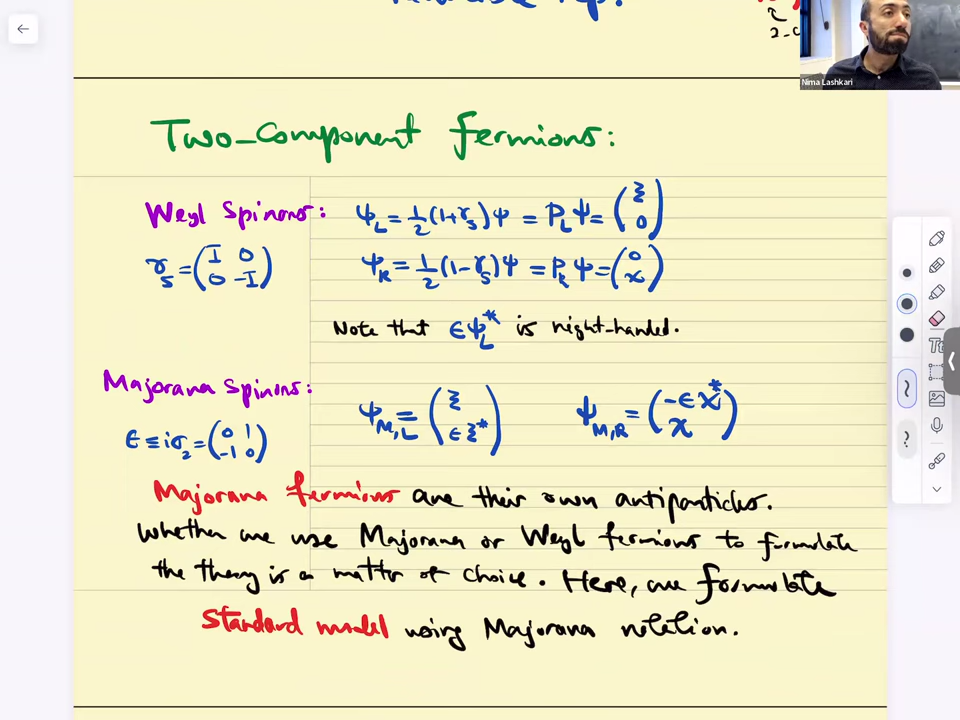 Nima Lashkari
Two-Component fermions:
Weyl Spinors: ψ_L = 1/2 (1+γ_5) ψ = P_L ψ = (ξ 0)
γ_5 = (I 0 0 -I) ψ_R = 1/2 (1-γ_5) ψ = P_R ψ = (0 χ)
Note that εψ_L^* is right-handed.
Majorana Spinors: ψ_{M,L} = (ξ εξ^*) ψ_{M,R} = (-εχ^* χ)
ε ≡ iσ_2 = (0 1 -1 0)
Majorana fermions are their own antiparticles.
Whether we use Majorana or Weyl fermions to formulate
the theory is a matter of choice. Here, we formulate
Standard model using Majorana notation.